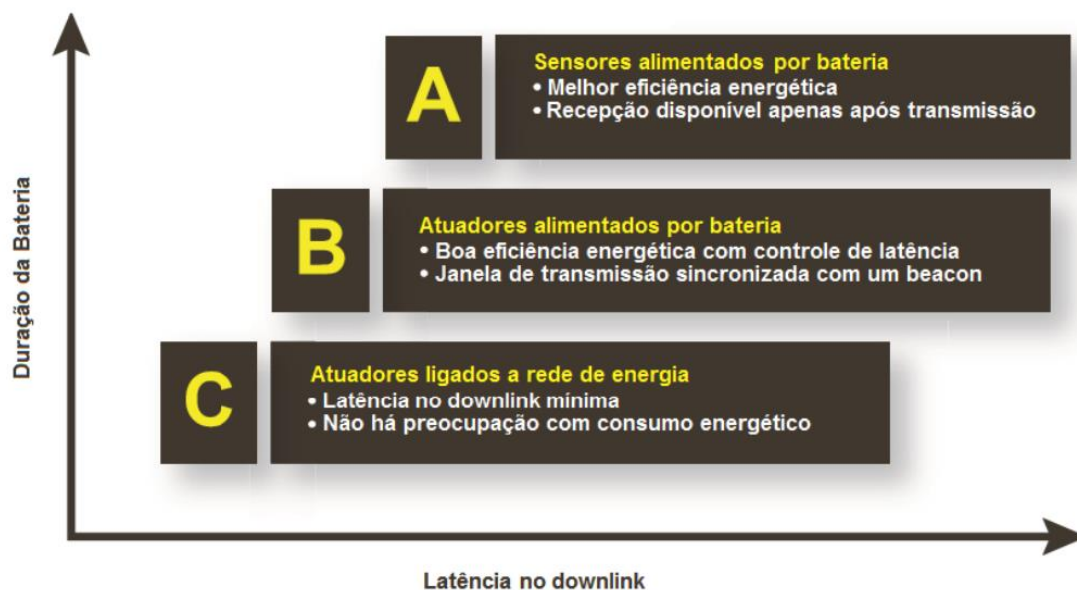 Duração da Bateria
A
Sensores alimentados por bateria
• Melhor eficiência energética
• Recepção disponível apenas após transmissão
B
Atuadores alimentados por bateria
• Boa eficiência energética com controle de latência
• Janela de transmissão sincronizada com um beacon
C
Atuadores ligados a rede de energia
• Latência no downlink mínima
• Não há preocupação com consumo energético
Latência no downlink